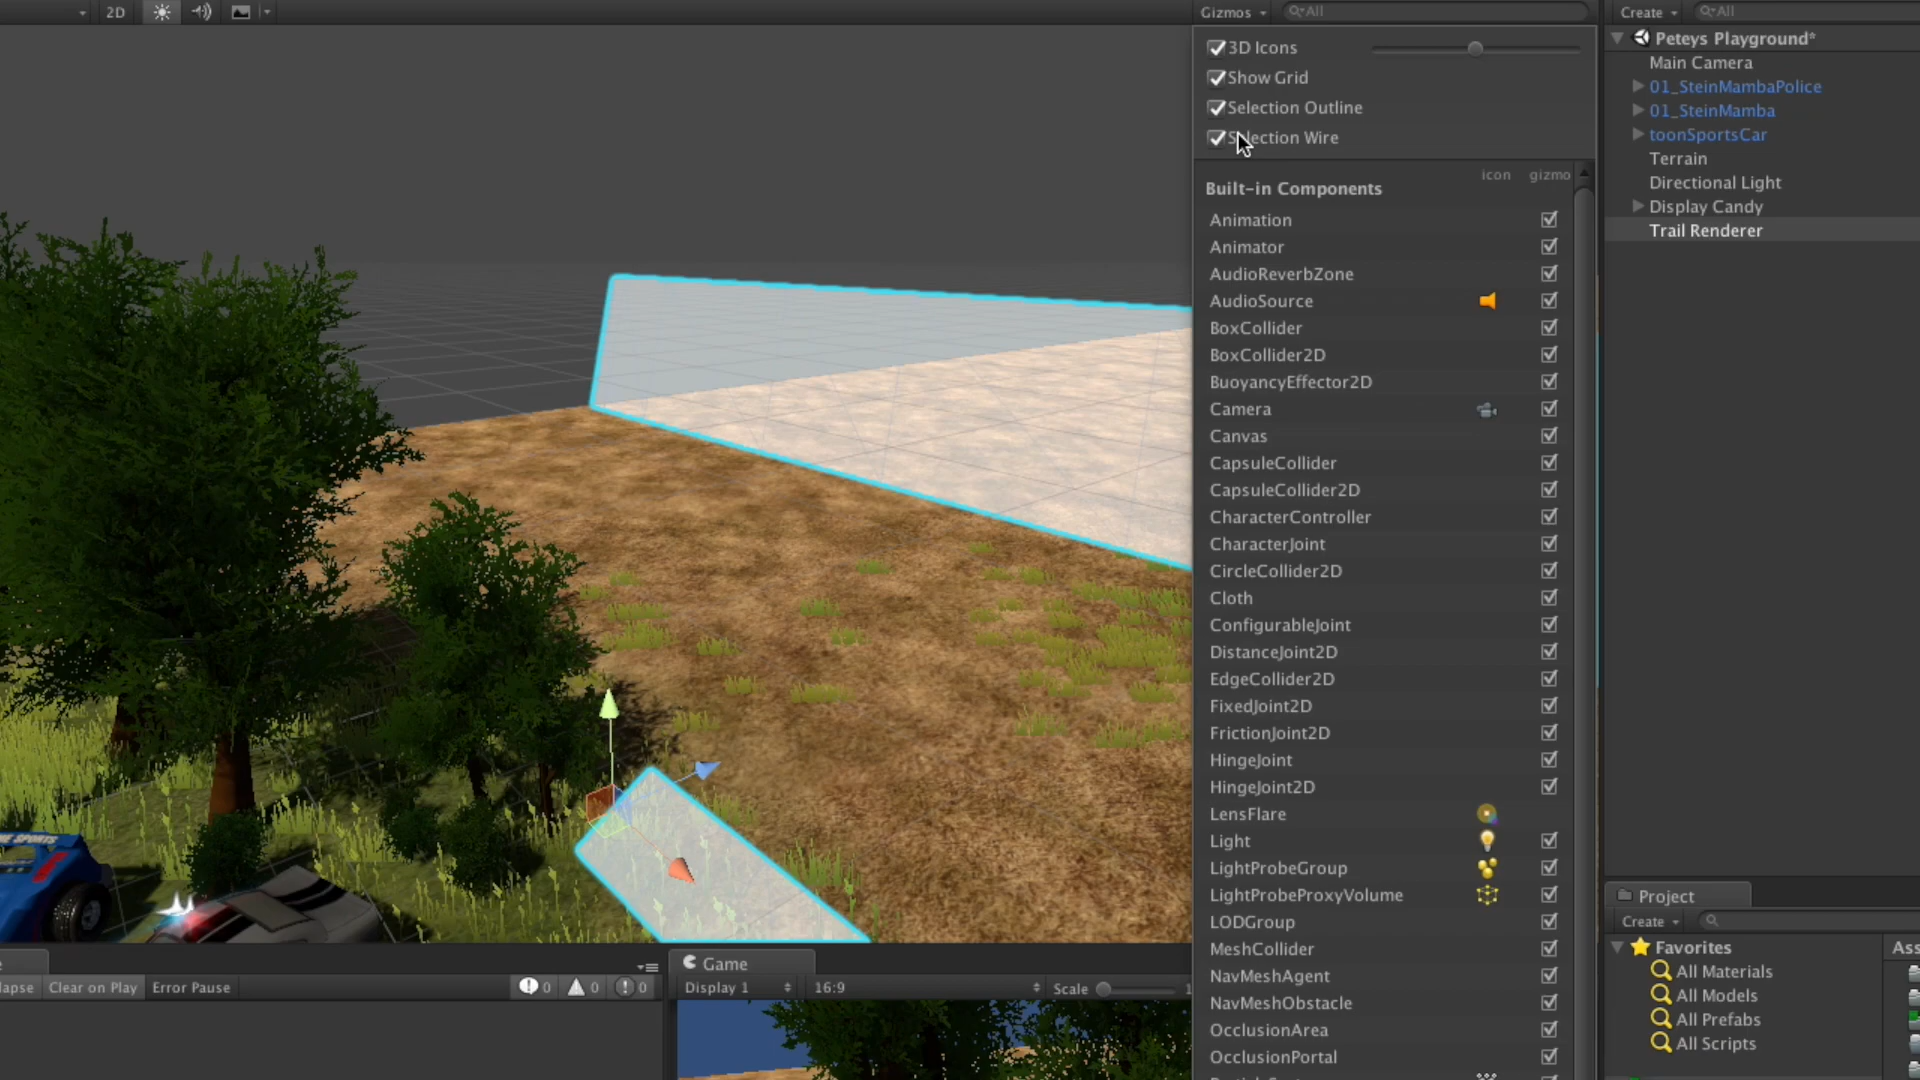 2D
Gizmos
All
3D Icons
Show Grid
Selection Outline
Selection Wire
icon gizmo
Built-in Components
Animation
Animator
AudioReverbZone
AudioSource
BoxCollider
BoxCollider2D
BuoyancyEffector2D
Camera
Canvas
CapsuleCollider
CapsuleCollider2D
CharacterController
CharacterJoint
CircleCollider2D
Cloth
ConfigurableJoint
DistanceJoint2D
EdgeCollider2D
FixedJoint2D
FrictionJoint2D
HingeJoint
HingeJoint2D
LensFlare
Light
LightProbeGroup
LightProbeProxyVolume
LODGroup
MeshCollider
NavMeshAgent
NavMeshObstacle
OcclusionArea
OcclusionPortal
Create
All
Peteys Playground*
Main Camera
01_SteinMambaPolice
01_SteinMamba
toonSportsCar
Terrain
Directional Light
Display Candy
Trail Renderer
Project
Create
Favorites
All Materials
All Models
All Prefabs
All Scripts
Ass
lapse Clear on Play Error Pause 0 0 0
Game
Display 1 16:9 Scale 1